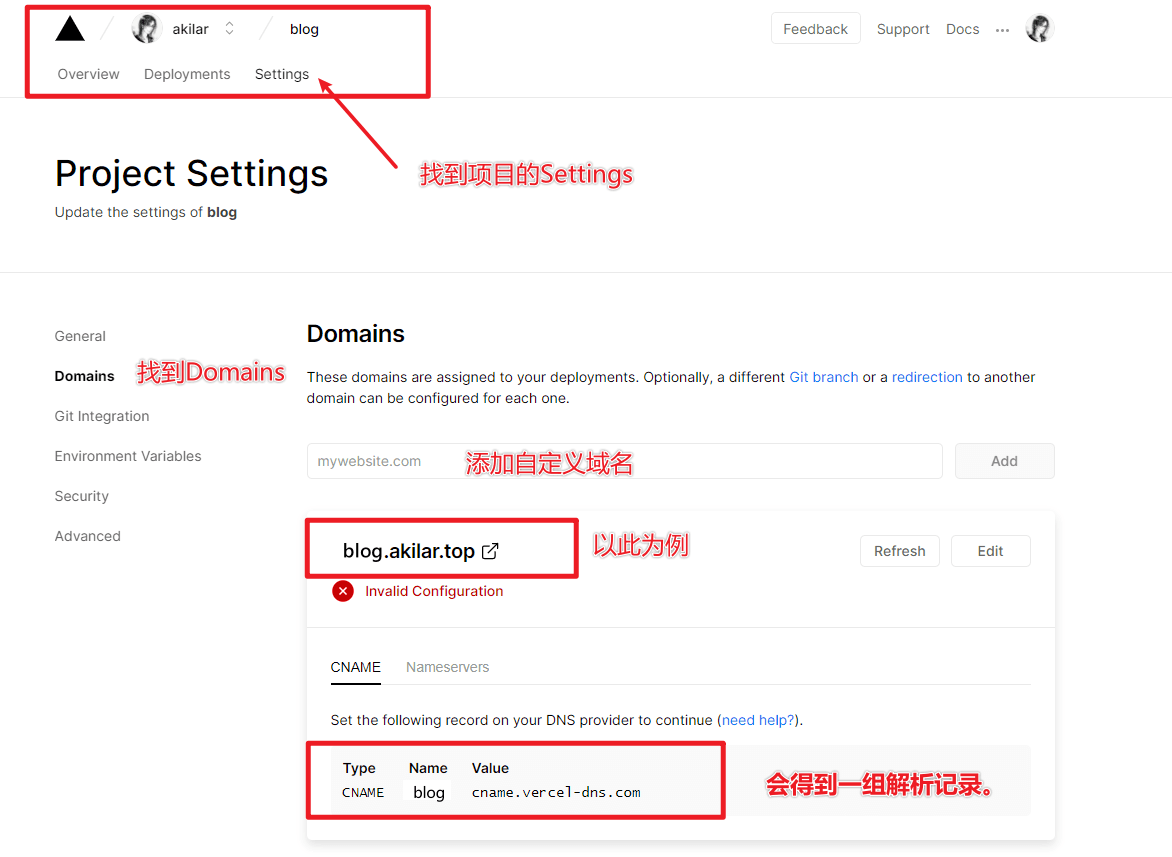 akilar blog Feedback Support Docs ...
Overview Deployments Settings
Project Settings
找到项目的Settings
Update the settings of blog
General
Domains
找到Domains
Git Integration
Environment Variables
Security
Advanced
Domains
These domains are assigned to your deployments. Optionally, a different Git branch or a redirection to another
domain can be configured for each one.
mywebsite.com
添加自定义域名
Add
blog.akilar.top
以此为例
Refresh Edit
Invalid Configuration
CNAME Nameservers
Set the following record on your DNS provider to continue (need help?).
Type Name Value
CNAME blog cname.vercel-dns.com
会得到一组解析记录。